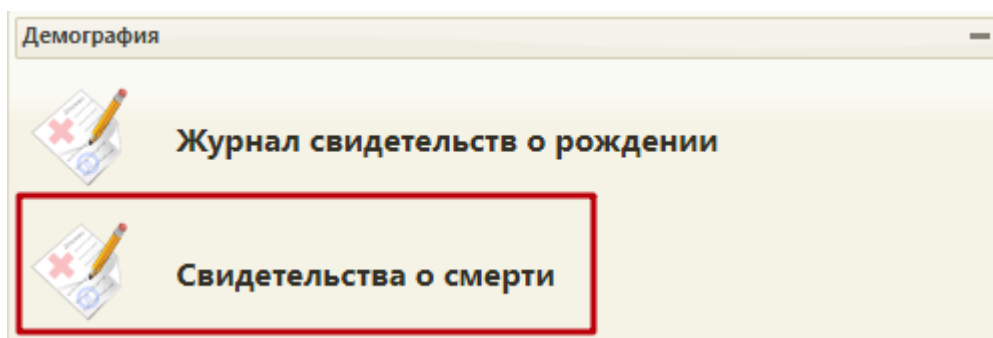 Демография
Журнал свидетельств о рождении
Свидетельства о смерти